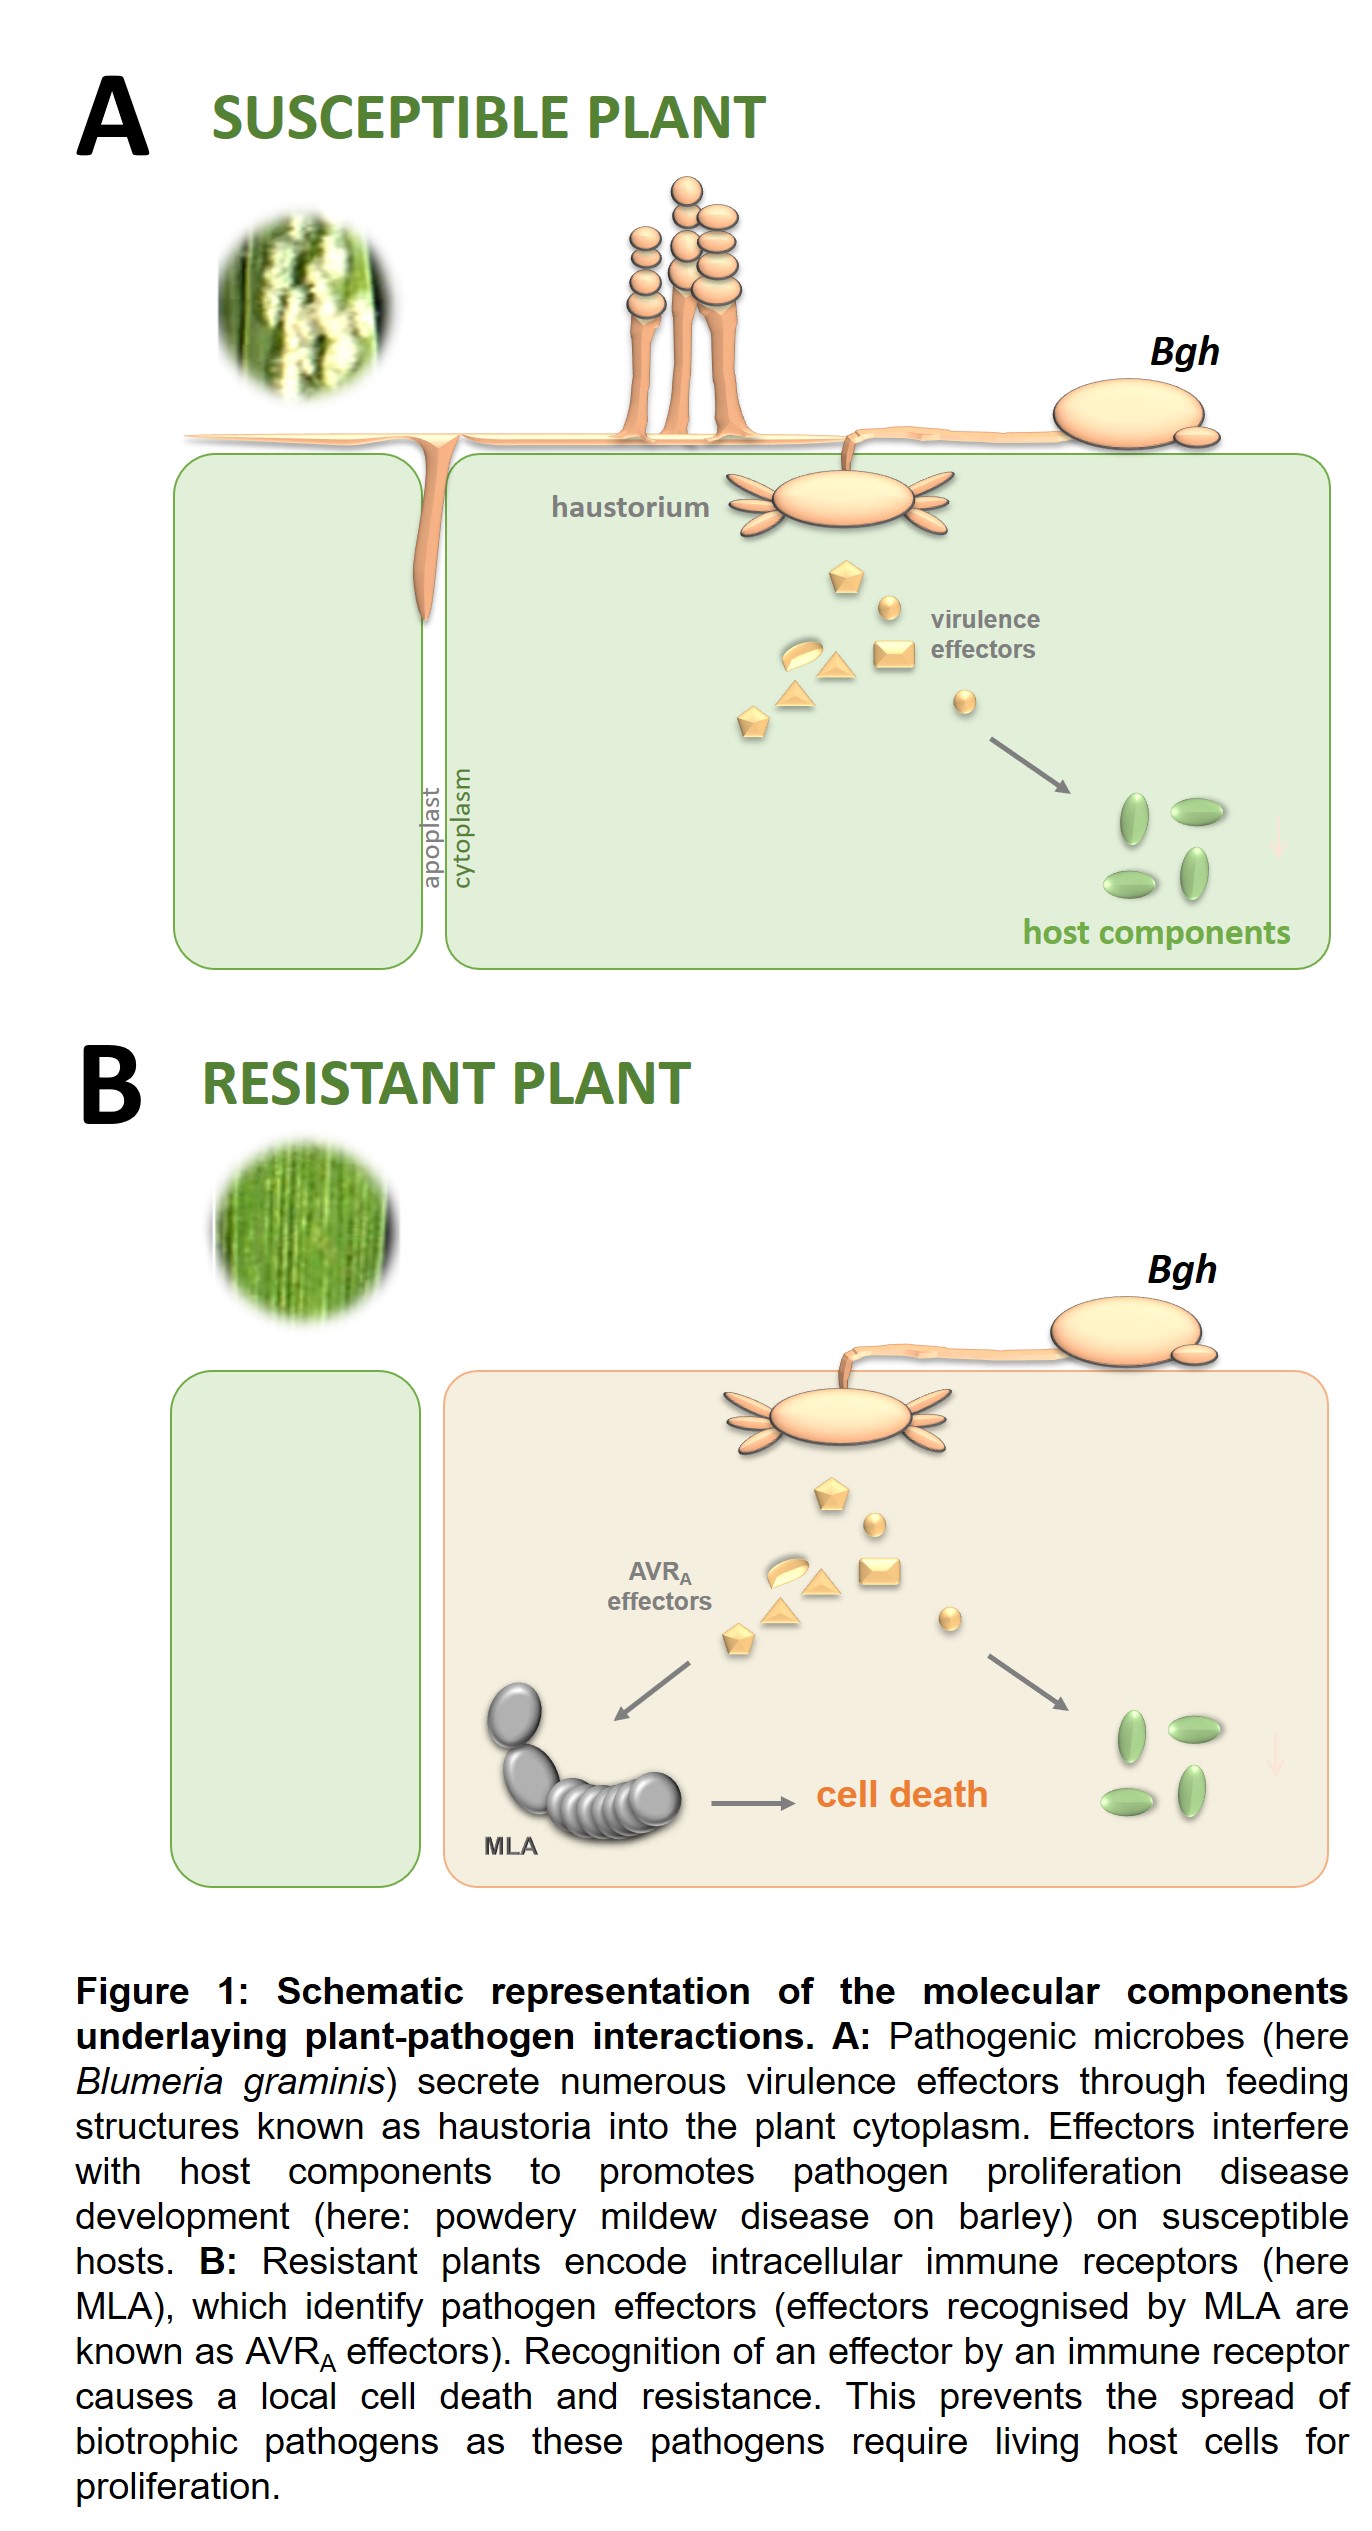 A SUSCEPTIBLE PLANT
Bgh
haustorium
virulence
effectors
apoplast
cytoplasm
host components
B RESISTANT PLANT
Bgh
AVRA
effectors
cell death
MLA
Figure 1: Schematic representation of the molecular components
underlaying plant-pathogen interactions. A: Pathogenic microbes (here
Blumeria graminis) secrete numerous virulence effectors through feeding
structures known as haustoria into the plant cytoplasm. Effectors interfere
with host components to promotes pathogen proliferation disease
development (here: powdery mildew disease on barley) on susceptible
hosts. B: Resistant plants encode intracellular immune receptors (here
MLA), which identify pathogen effectors (effectors recognised by MLA are
known as AVRA effectors). Recognition of an effector by an immune receptor
causes a local cell death and resistance. This prevents the spread of
biotrophic pathogens as these pathogens require living host cells for
proliferation.